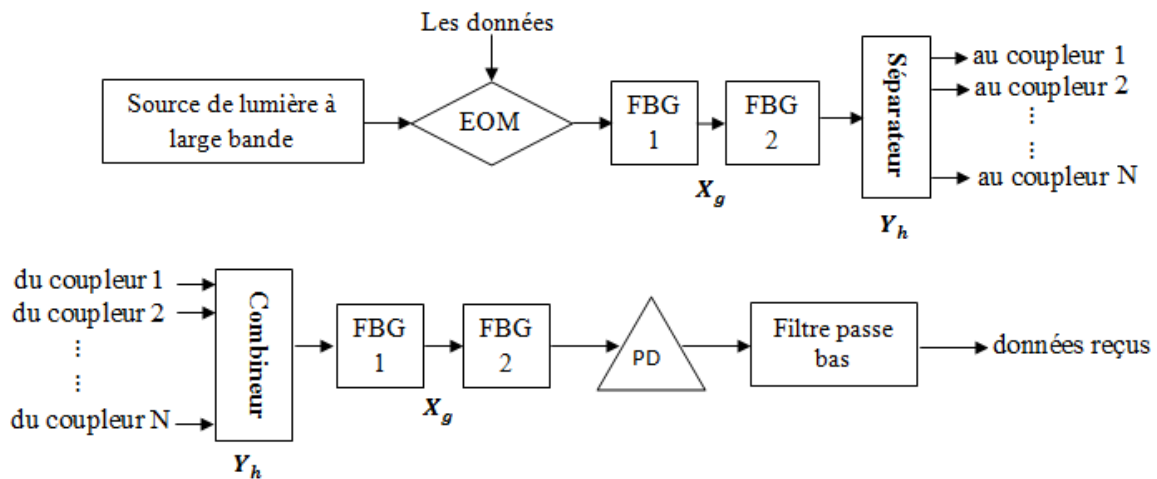 Les données
Source de lumière à
large bande
EOM
FBG
1
FBG
2
X_g
Séparateur
Y_h
au coupleur 1
au coupleur 2
⋮
⋮
au coupleur N
du coupleur 1
du coupleur 2
⋮
⋮
du coupleur N
Combineur
Y_h
FBG
1
FBG
2
X_g
PD
Filtre passe
bas
données reçus